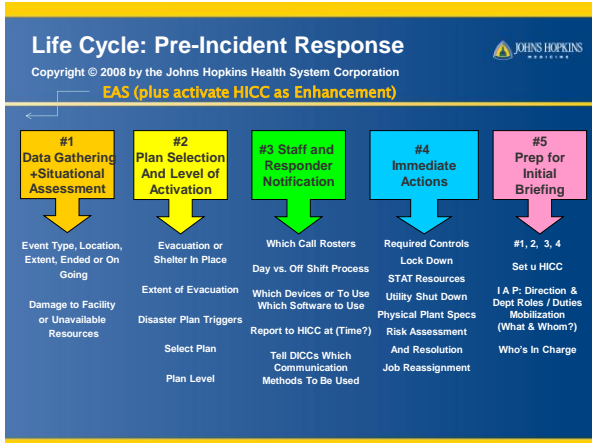 Life Cycle: Pre-Incident Response
JOHNS HOPKINS
MEDICINE
Copyright © 2008 by the Johns Hopkins Health System Corporation
EAS (plus activate HICC as Enhancement)
#1
Data Gathering
+Situational
Assessment
Event Type, Location,
Extent, Ended or On
Going
Damage to Facility
or Unavailable
Resources
#2
Plan Selection
And Level of
Activation
Evacuation or
Shelter In Place
Extent of Evacuation
Disaster Plan Triggers
Select Plan
Plan Level
#3 Staff and
Responder
Notification
Which Call Rosters
Day vs. Off Shift Process
Which Devices or To Use
Which Software to Use
Report to HICC at (Time?)
Tell DICCs Which
Communication
Methods To Be Used
#4
Immediate
Actions
Required Controls
Lock Down
STAT Resources
Utility Shut Down
Physical Plant Specs
Risk Assessment
And Resolution
Job Reassignment
#5
Prep for
Initial
Briefing
#1, 2, 3, 4
Set u HICC
I A P: Direction &
Dept Roles / Duties
Mobilization
(What & Whom?)
Who's In Charge